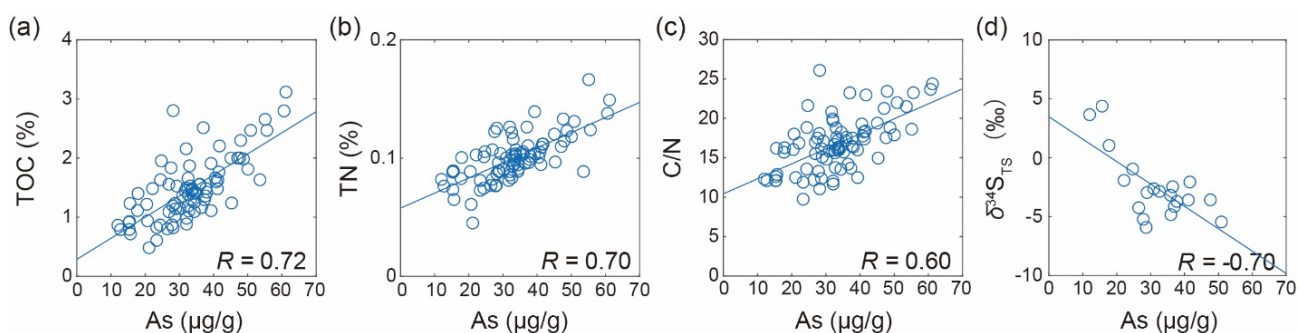 (a)
TOC (%)
4
3
2
1
0
R = 0.72
0 10 20 30 40 50 60 70
As (µg/g)
(b)
TN (%)
0.2
0.1
0
R = 0.70
0 10 20 30 40 50 60 70
As (µg/g)
(c)
C/N
30
25
20
15
10
5
0
R = 0.60
0 10 20 30 40 50 60 70
As (µg/g)
(d)
δ34STS (‰)
10
5
0
-5
-10
R = -0.70
0 10 20 30 40 50 60 70
As (µg/g)